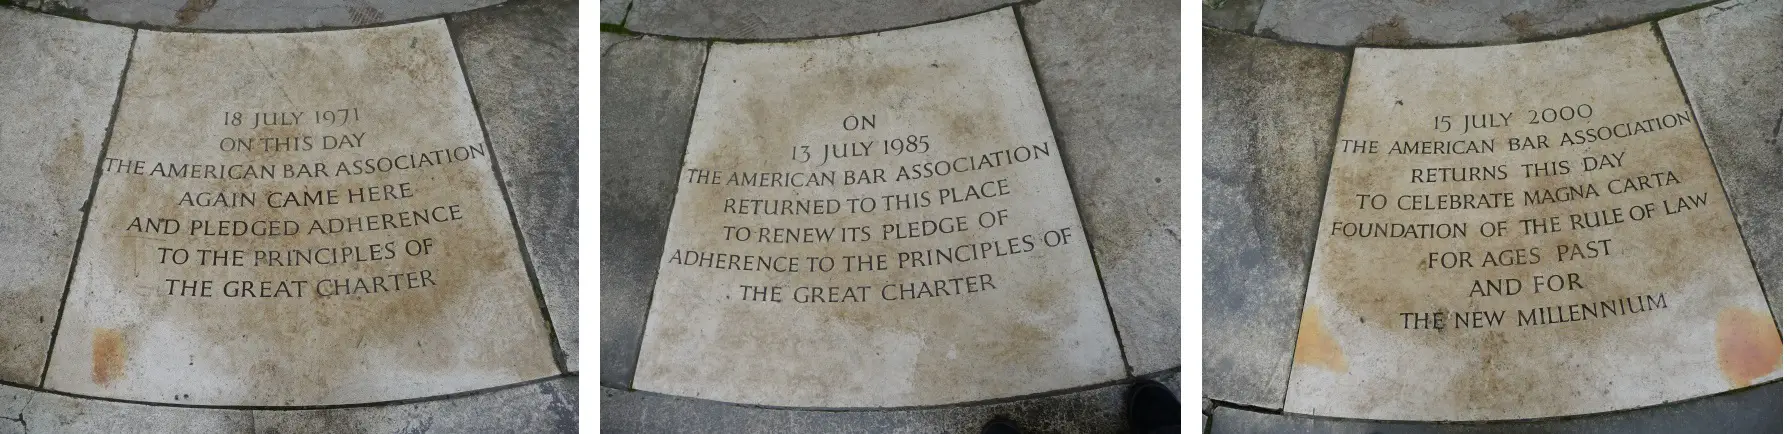 18 JULY 1971
ON THIS DAY
THE AMERICAN BAR ASSOCIATION
AGAIN CAME HERE
AND PLEDGED ADHERENCE
TO THE PRINCIPLES OF
THE GREAT CHARTER
ON
13 JULY 1985
THE AMERICAN BAR ASSOCIATION
RETURNED TO THIS PLACE
TO RENEW ITS PLEDGE OF
ADHERENCE TO THE PRINCIPLES OF
THE GREAT CHARTER
15 JULY 2000
THE AMERICAN BAR ASSOCIATION
RETURNS THIS DAY
TO CELEBRATE MAGNA CARTA
FOUNDATION OF THE RULE OF LAW
FOR AGES PAST
AND FOR
THE NEW MILLENNIUM